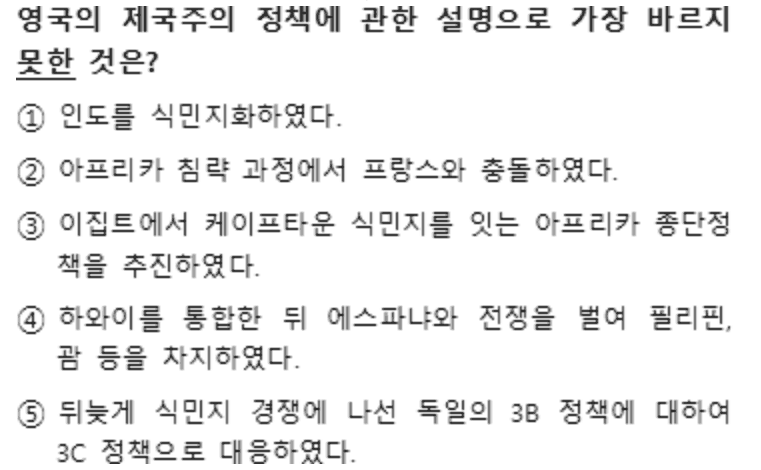 영국의 제국주의 정책에 관한 설명으로 가장 바르지
못한 것은?
① 인도를 식민지화하였다.
② 아프리카 침략 과정에서 프랑스와 충돌하였다.
③ 이집트에서 케이프타운 식민지를 잇는 아프리카 종단정
책을 추진하였다.
④ 하와이를 통합한 뒤 에스파냐와 전쟁을 벌여 필리핀,
괌 등을 차지하였다.
⑤ 뒤늦게 식민지 경쟁에 나선 독일의 3B 정책에 대하여
3C 정책으로 대응하였다.